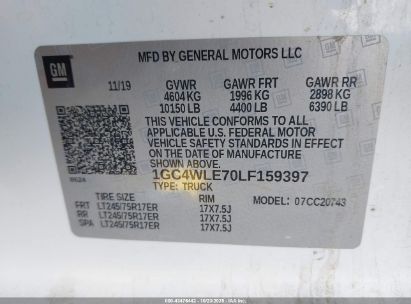 GM
MFD BY GENERAL MOTORS LLC
11/19 GVWR GAWR FRT GAWR RR
4604 KG 1996 KG 2898 KG
10150 LB 4400 LB 6390 LB
THIS VEHICLE CONFORMS TO ALL
APPLICABLE U.S. FEDERAL MOTOR
VEHICLE SAFETY STANDARDS IN EFFECT
ON THE DATE OF MANUFACTURE
SHOWN ABOVE.
1GC4WLE70LF159397
TYPE: TRUCK
TIRE SIZE RIM MODEL: 07CC20743
FRT LT245/75R17ER 17X7.5J
RR LT245/75R17ER 17X7.5J
SPA LT245/75R17ER 17X7.5J